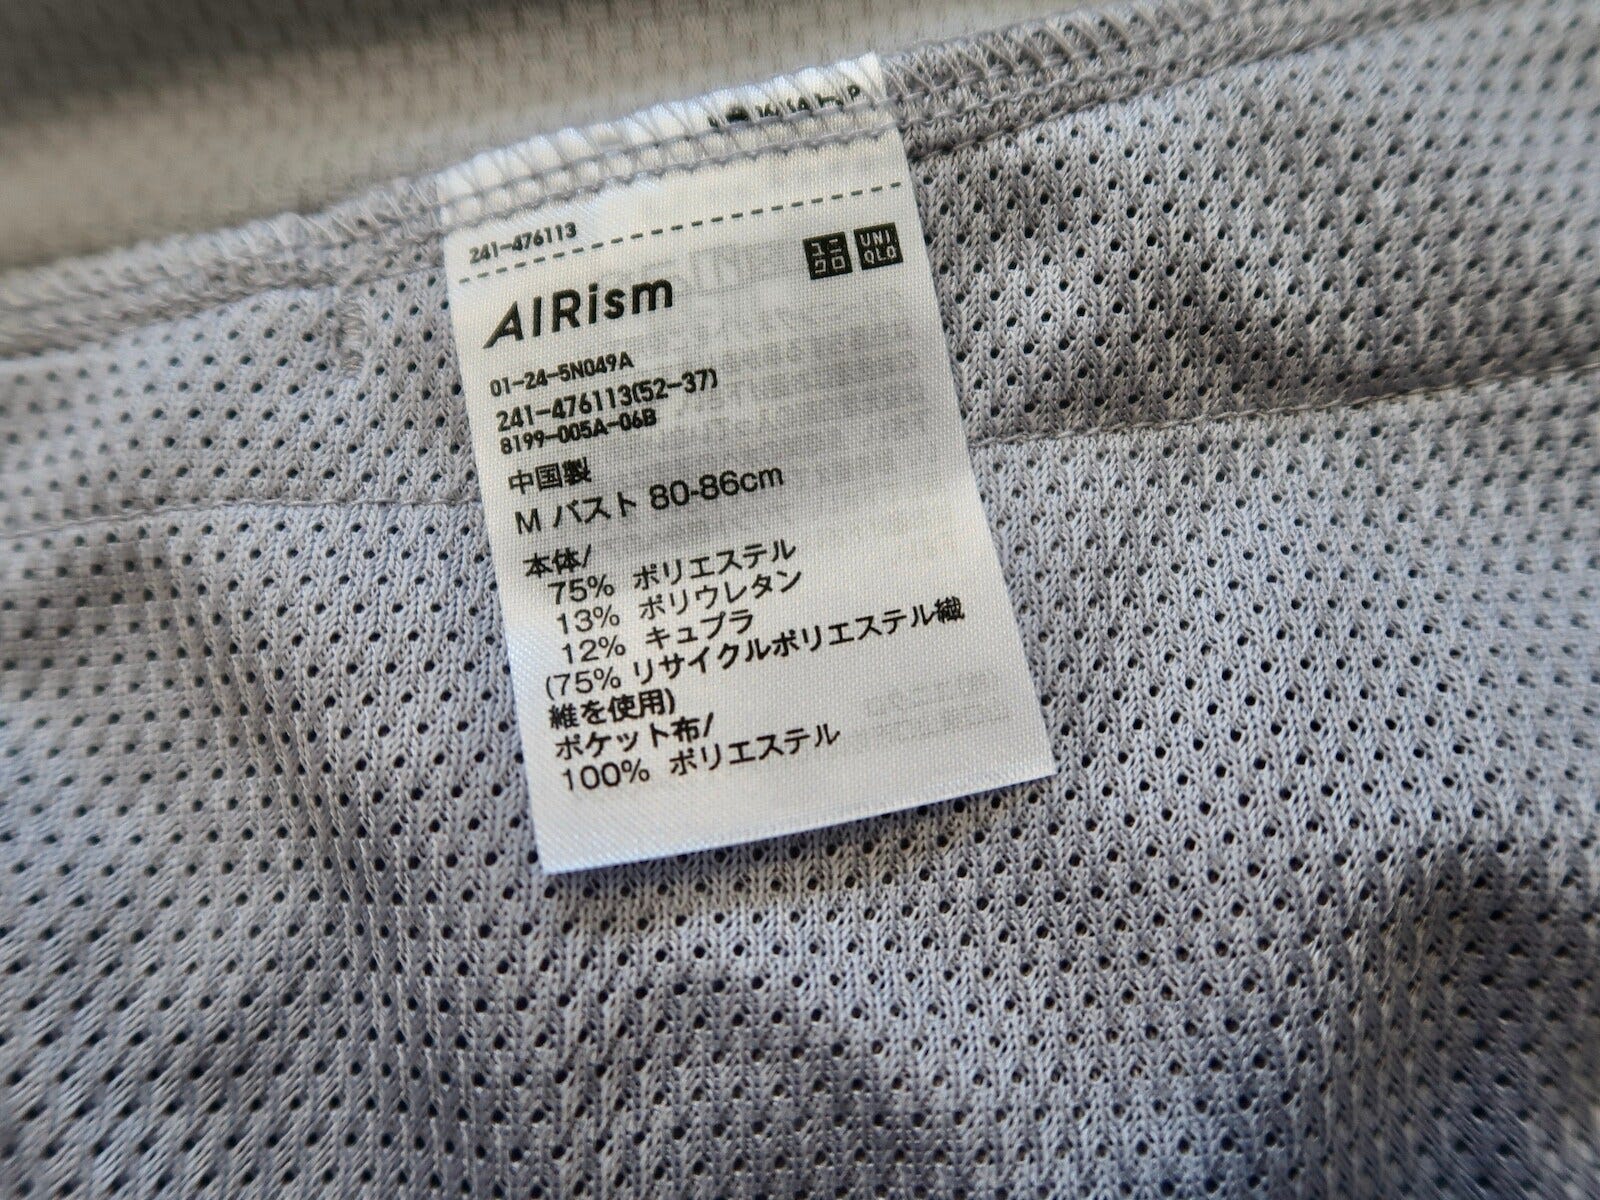 241-476113
ユニクロ UNIQLO
AIRism
01-24-5N049A
241-476113(52-37)
8199-005A-06B
中国製
M バスト 80-86cm
本体/
75% ポリエステル
13% ポリウレタン
12% キュプラ
(75% リサイクルポリエステル繊
維を使用)
ポケット布/
100% ポリエステル